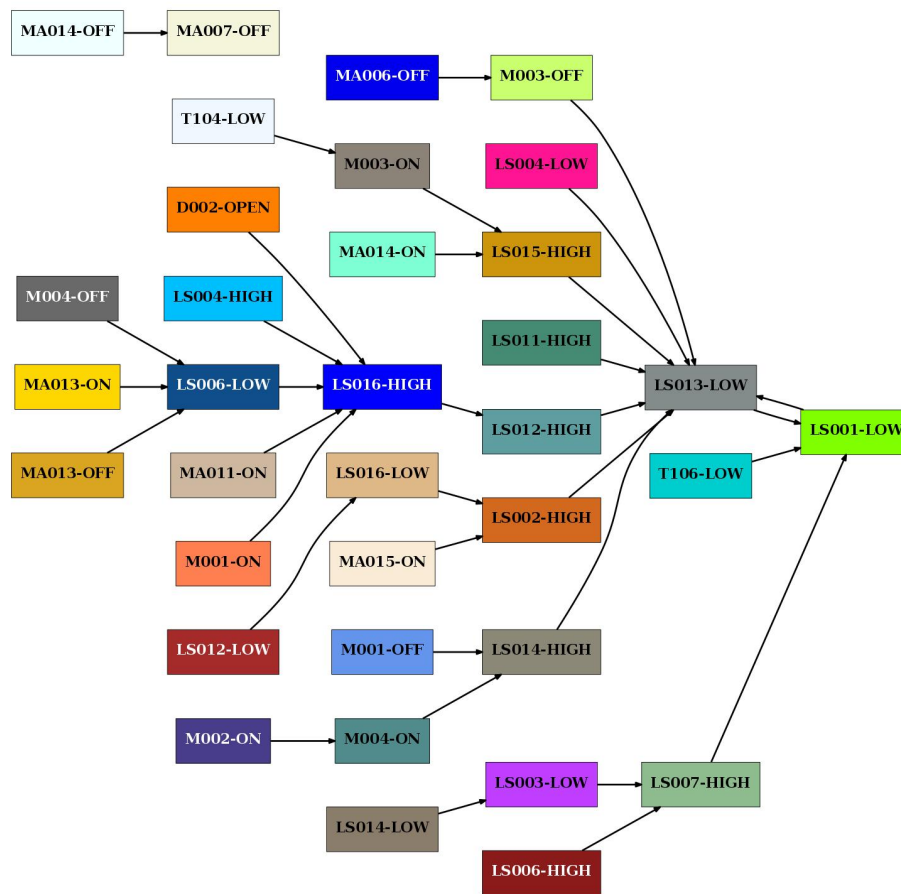 MA014-OFF
MA007-OFF
MA006-OFF
M003-OFF
T104-LOW
M003-ON
LS004-LOW
D002-OPEN
MA014-ON
LS015-HIGH
M004-OFF
LS004-HIGH
LS011-HIGH
MA013-ON
LS006-LOW
LS016-HIGH
LS013-LOW
LS012-HIGH
LS001-LOW
MA013-OFF
MA011-ON
LS016-LOW
T106-LOW
LS002-HIGH
M001-ON
MA015-ON
LS012-LOW
M001-OFF
LS014-HIGH
M002-ON
M004-ON
LS003-LOW
LS007-HIGH
LS014-LOW
LS006-HIGH